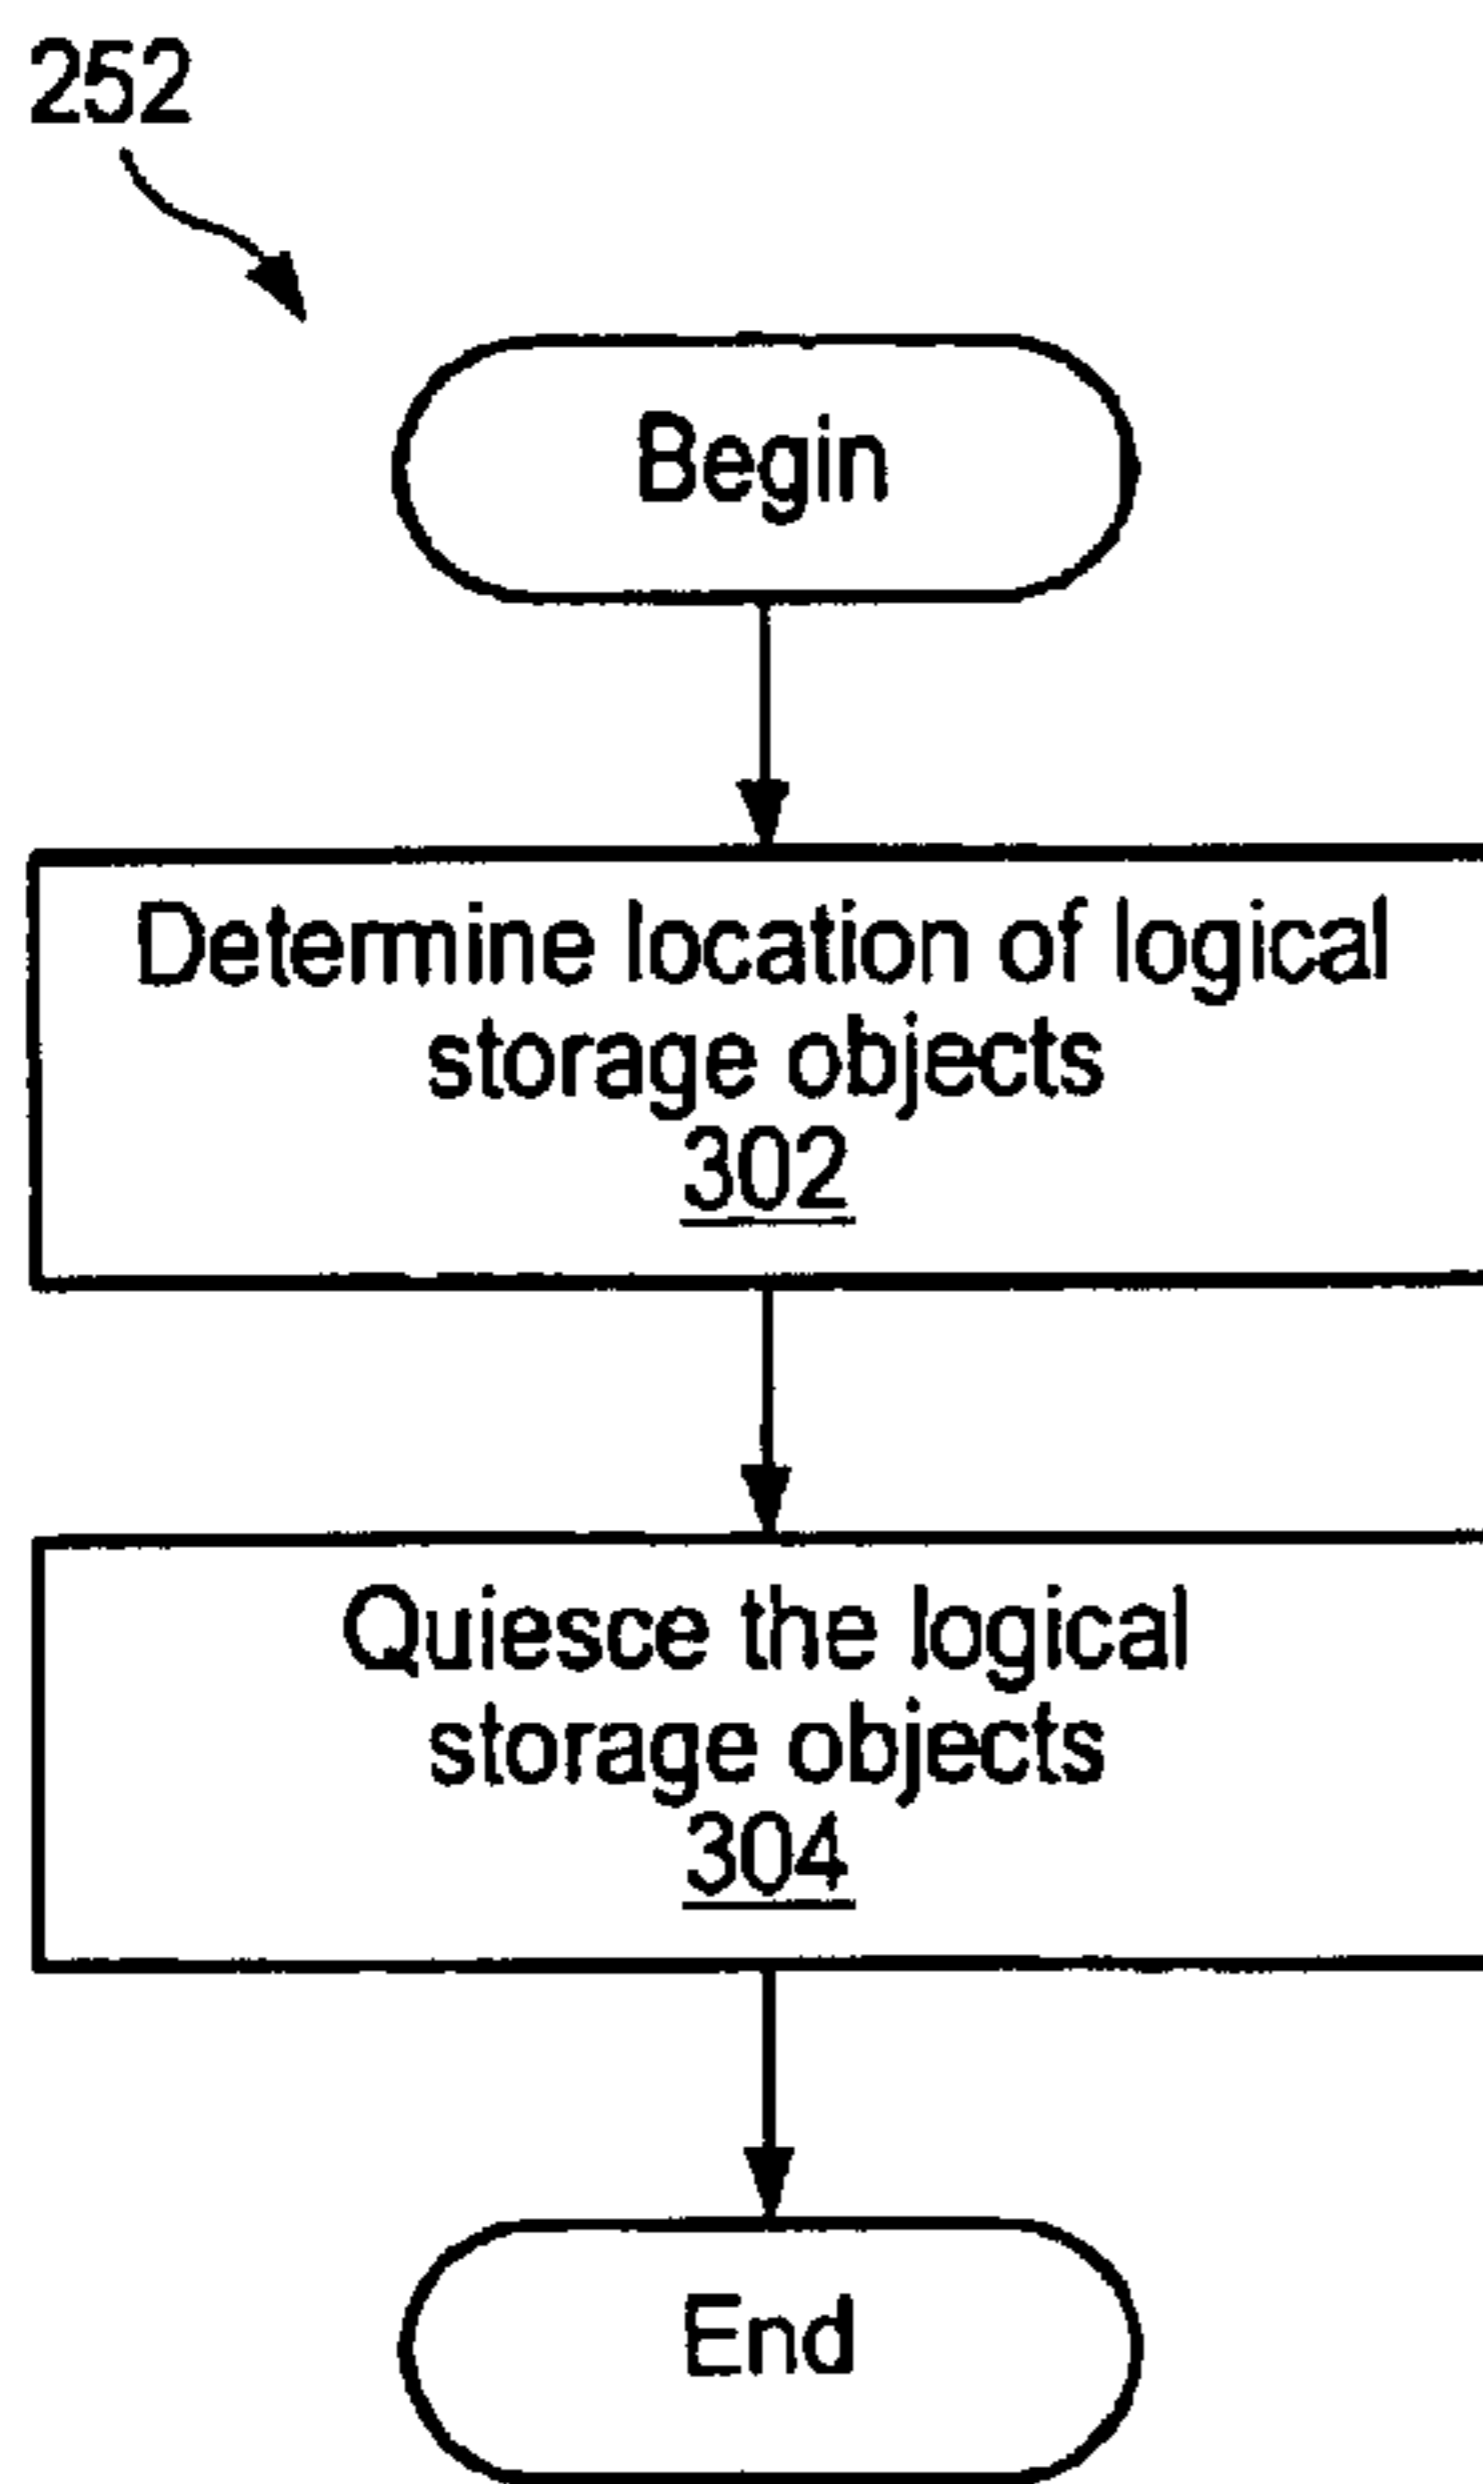 252
Begin
Determine location of logical
storage objects
302
Quiesce the logical
storage objects
304
End